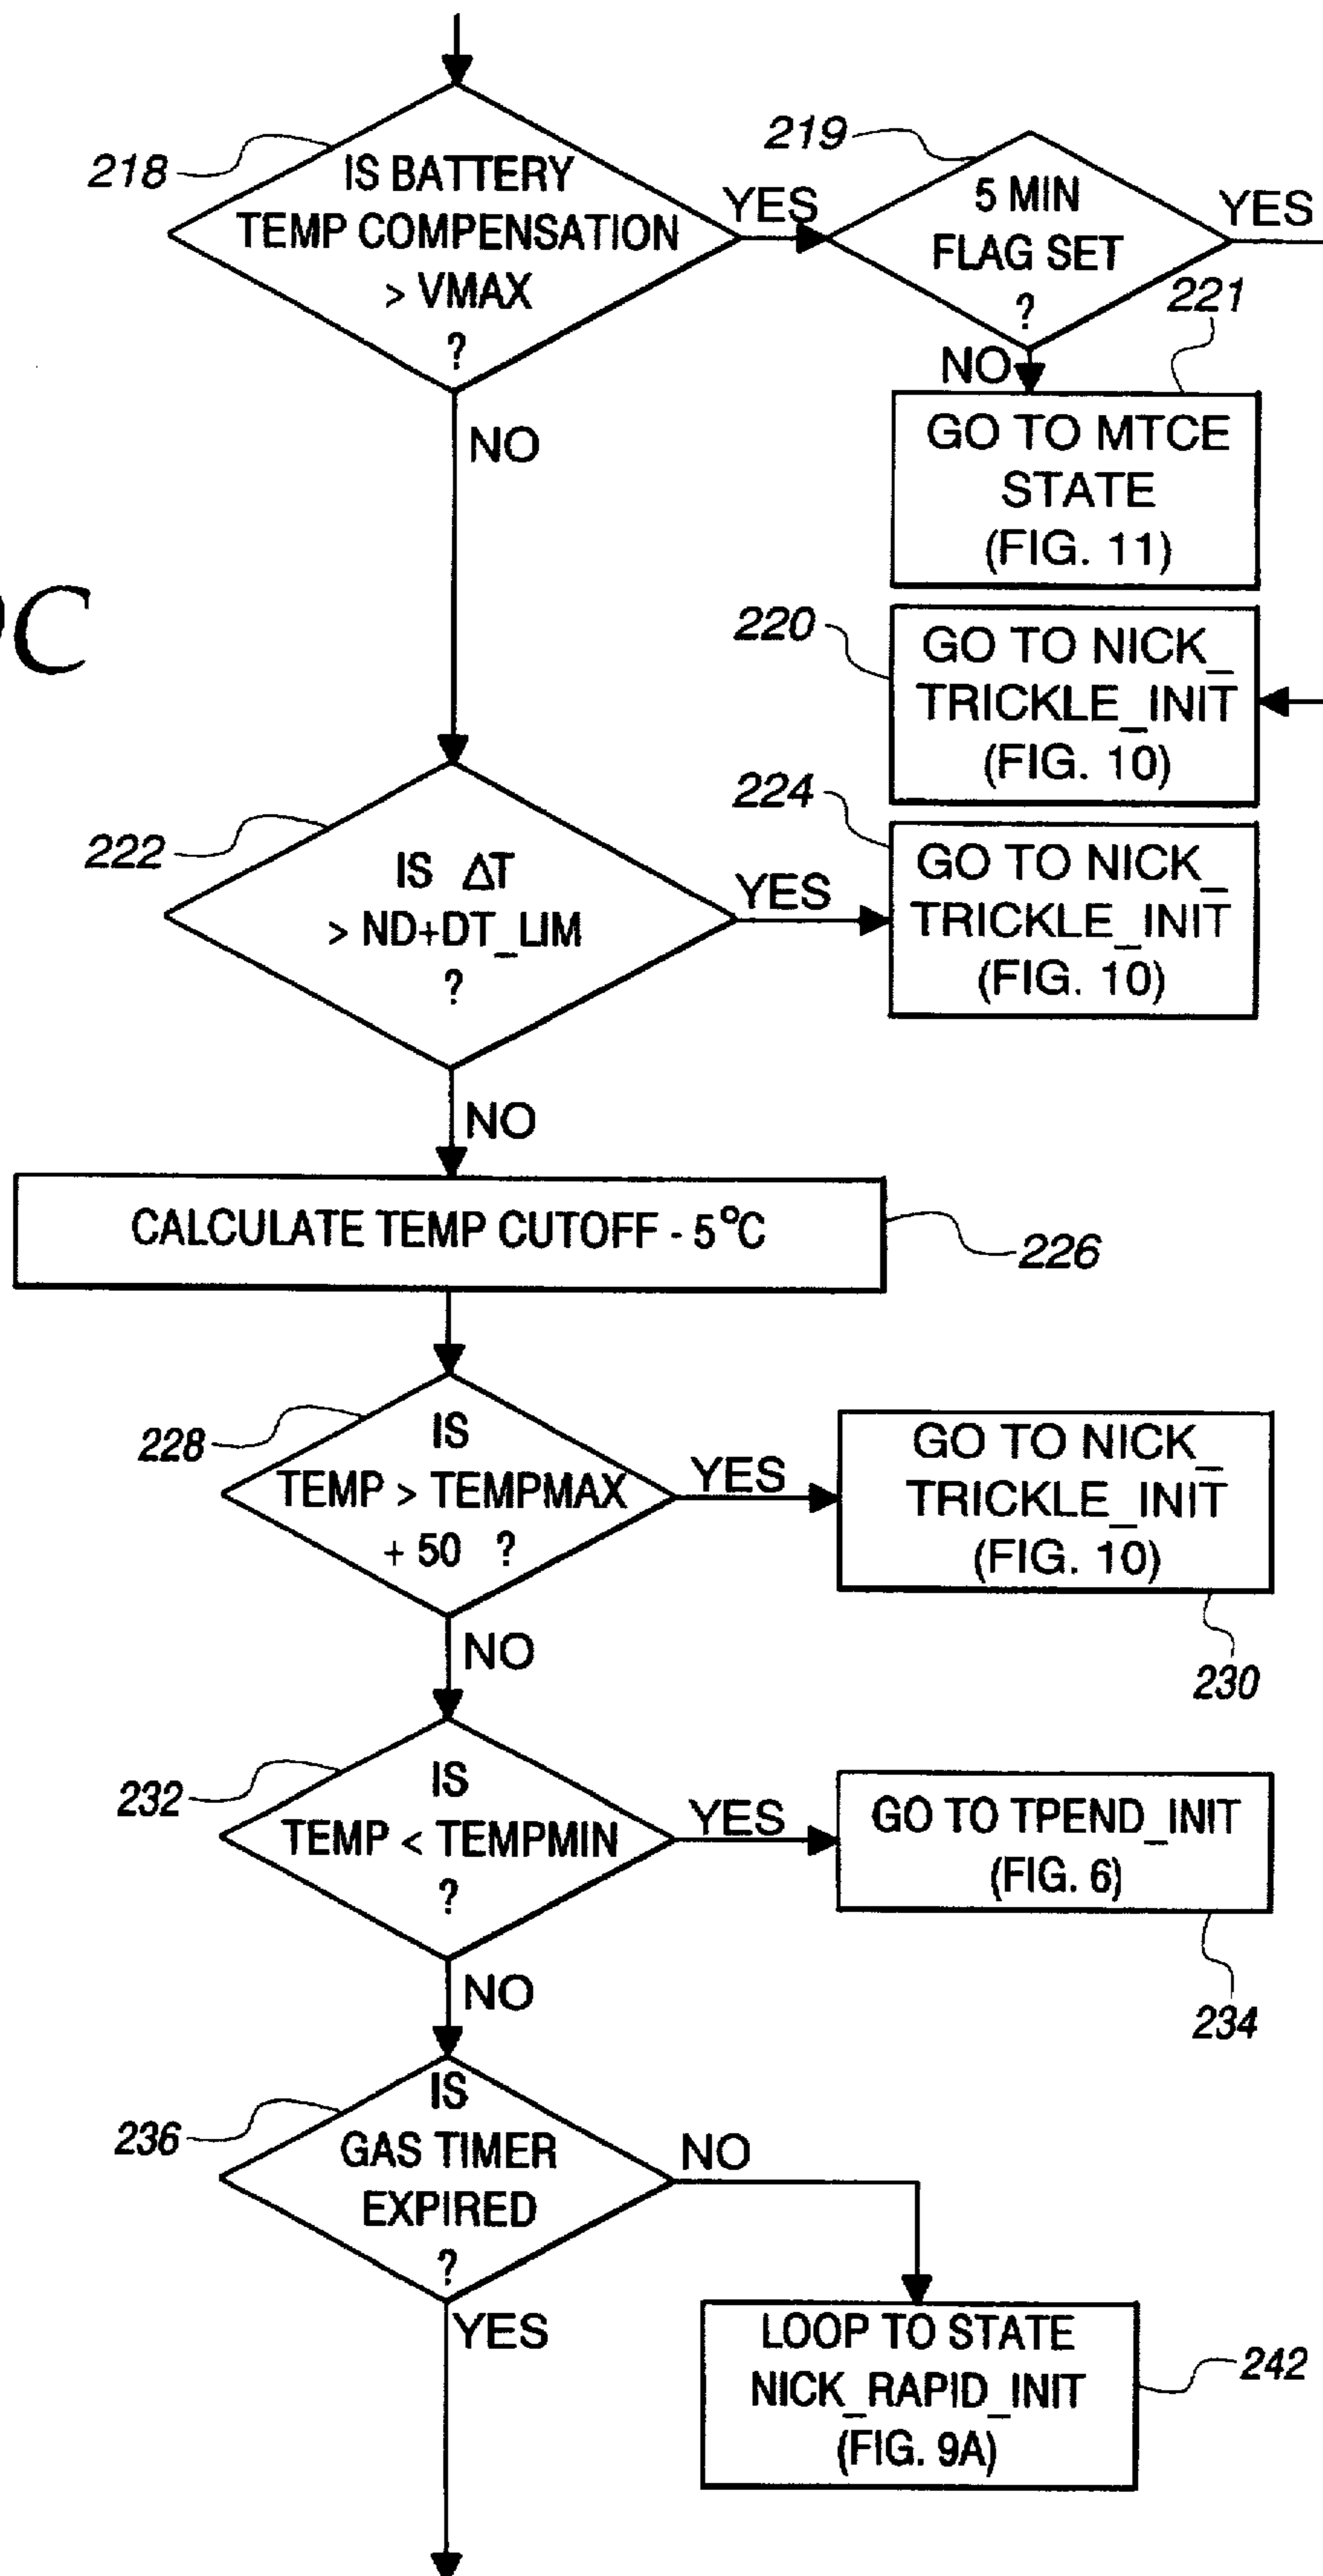 218
IS BATTERY
TEMP COMPENSATION
> VMAX
?
YES
219
5 MIN
FLAG SET
?
YES
NO
221
GO TO MTCE
STATE
(FIG. 11)
NO
220
GO TO NICK_
TRICKLE_INIT
(FIG. 10)
C
222
IS ΔT
> ND+DT_LIM
?
YES
224
GO TO NICK_
TRICKLE_INIT
(FIG. 10)
NO
CALCULATE TEMP CUTOFF - 5°C
226
228
IS
TEMP > TEMPMAX
+ 50 ?
YES
GO TO NICK_
TRICKLE_INIT
(FIG. 10)
230
NO
232
IS
TEMP < TEMPMIN
?
YES
GO TO TPEND_INIT
(FIG. 6)
234
NO
236
IS
GAS TIMER
EXPIRED
?
NO
YES
LOOP TO STATE
NICK_RAPID_INIT
(FIG. 9A)
242